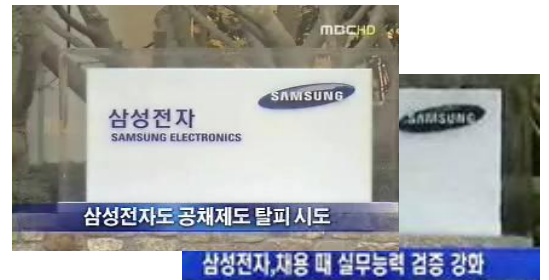 MBCHD
SAMSUNG
삼성전자
SAMSUNG ELECTRONICS
삼성전자도 공채제도 탈피 시도
SAMSUNG
삼성전자,채용 때 실무능력 검증 강화